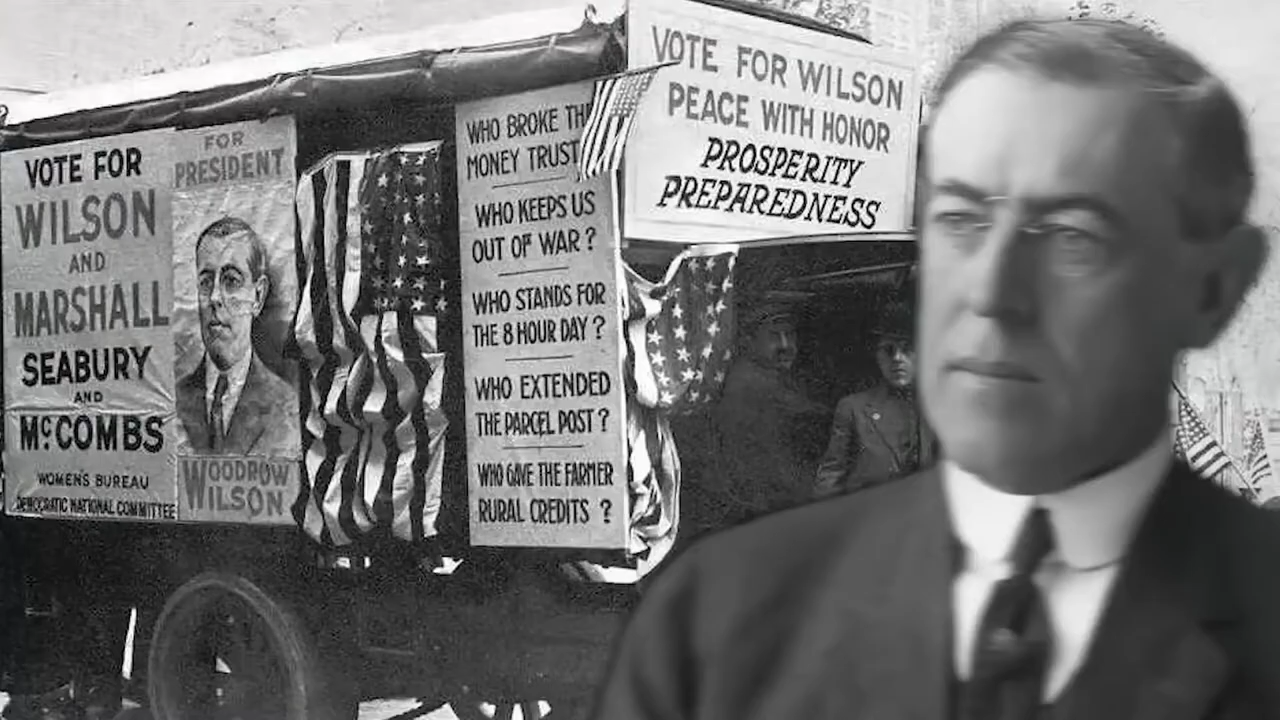 VOTE FOR
WILSON
AND
MARSHALL
SEABURY
AND
McCOMBS
WOMEN'S BUREAU
DEMOCRATIC NATIONAL COMMITTEE
FOR
PRESIDENT
WOODROW
WILSON
WHO BROKE TH
MONEY TRUST
WHO KEEPS US
OUT OF WAR?
WHO STANDS FOR
THE 8 HOUR DAY?
WHO EXTENDED
THE PARCEL POST?
WHO GAVE THE FARMER
RURAL CREDITS ?
VOTE FOR WILSON
PEACE WITH HONOR
PROSPERITY
PREPAREDNESS